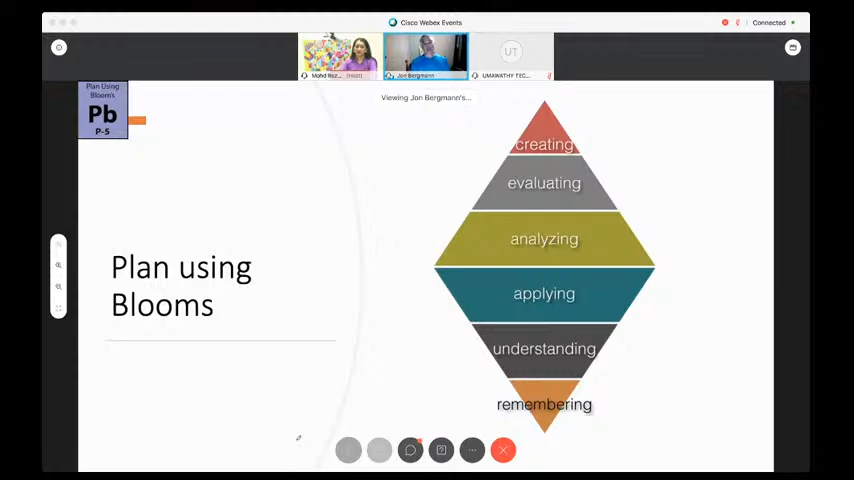 Cisco Webex Events
Connected
UT
Mohd Rez... (Host)
Jon Bergmann
UMAWATHY TEC...
Viewing Jon Bergmann's...
Plan Using
Bloom's
Pb
P-S
creating
evaluating
analyzing
applying
understanding
remembering
Plan using
Blooms